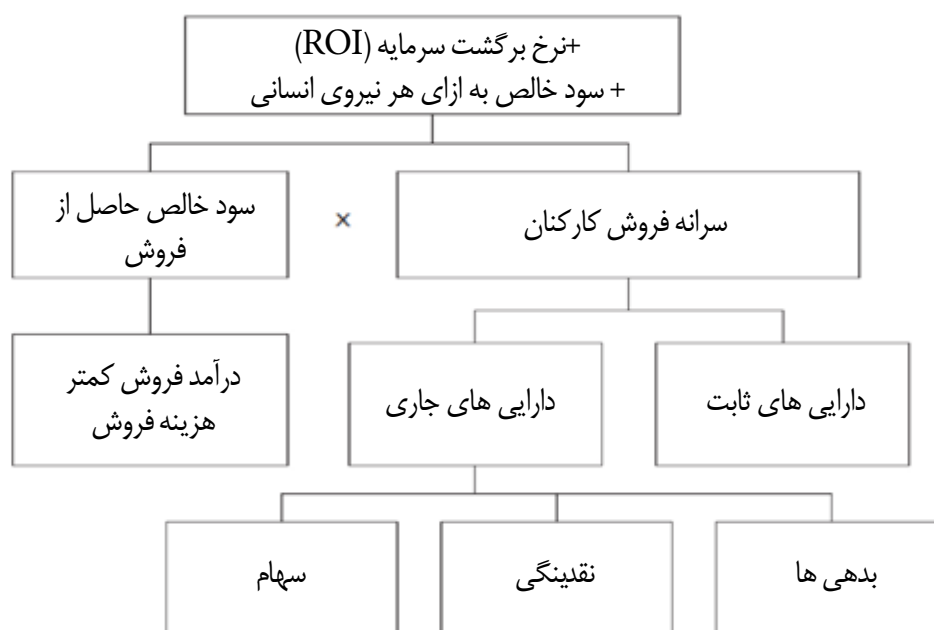 +نرخ برگشت سرمایه (ROI)
+ سود خالص به ازای هر نیروی انسانی
سرانه فروش کارکنان
×
سود خالص حاصل از
فروش
دارایی های ثابت
دارایی های جاری
درآمد فروش کمتر
هزینه فروش
بدهی ها
نقدینگی
سهام